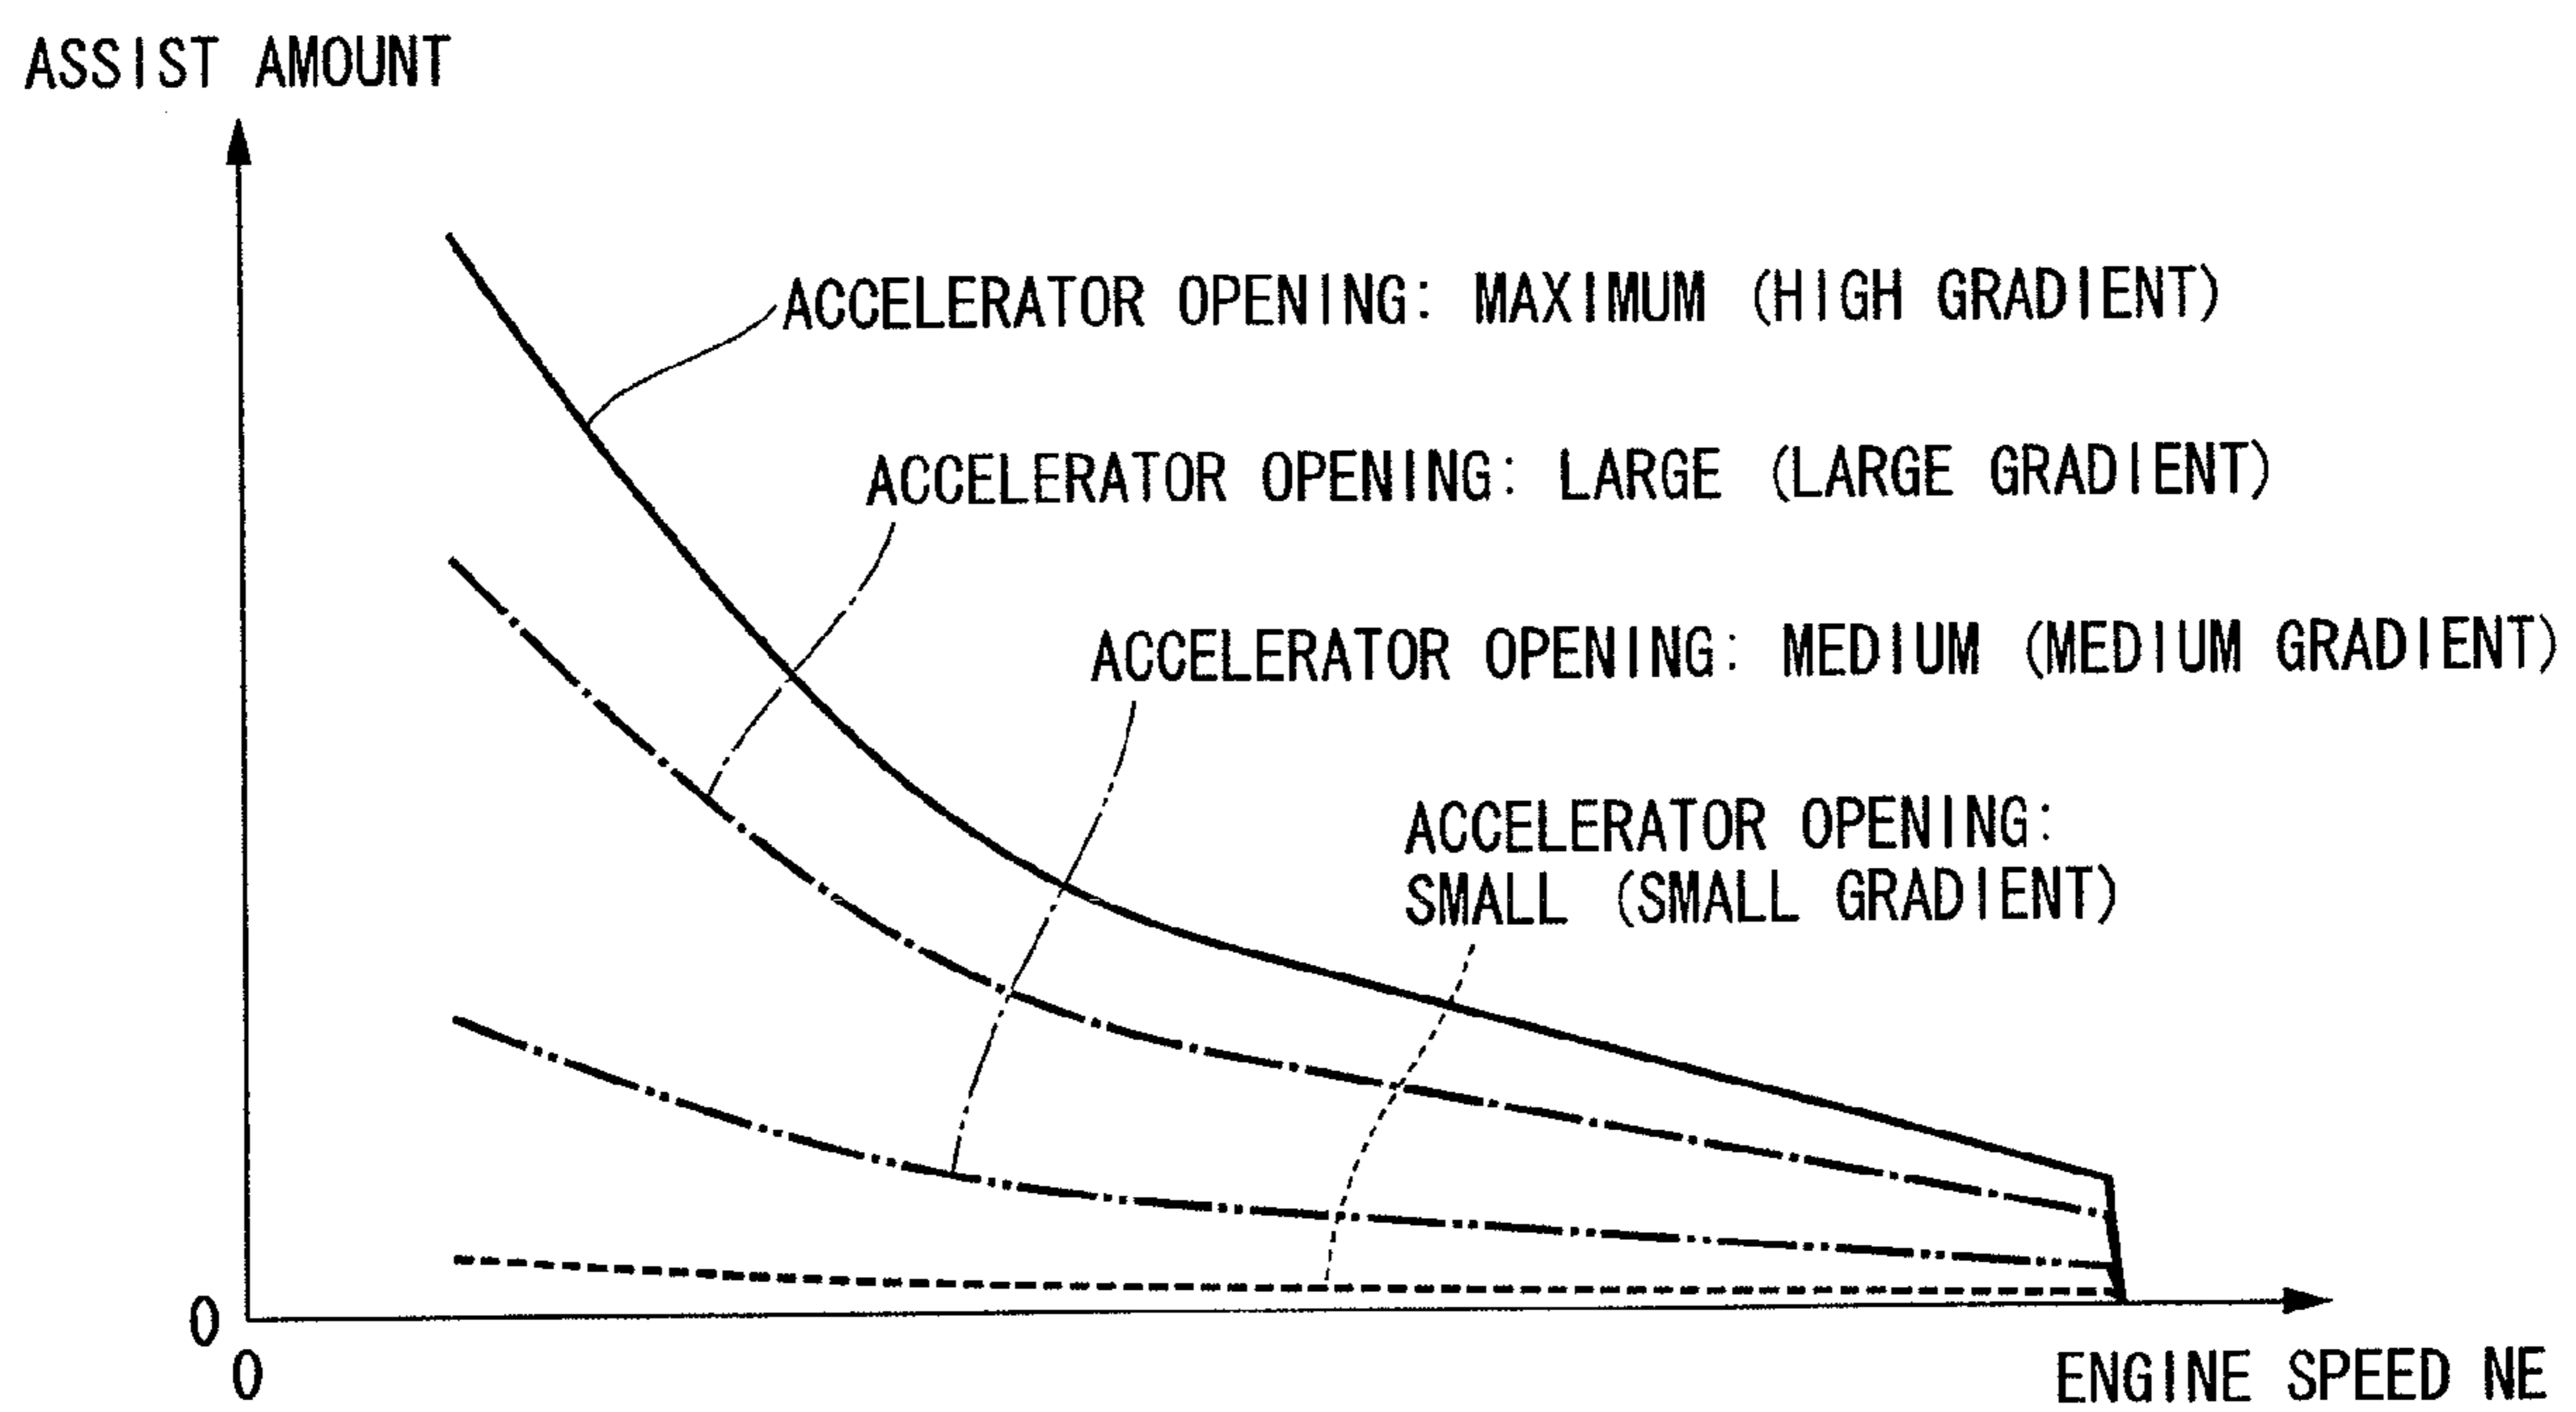 ASSIST AMOUNT
ACCELERATOR OPENING: MAXIMUM (HIGH GRADIENT)
ACCELERATOR OPENING: LARGE (LARGE GRADIENT)
ACCELERATOR OPENING: MEDIUM (MEDIUM GRADIENT)
ACCELERATOR OPENING:
SMALL (SMALL GRADIENT)
0
0
ENGINE SPEED NE